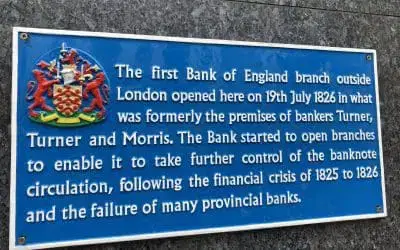 The first Bank of England branch outside
London opened here on 19th July 1826 in what
was formerly the premises of bankers Turner,
Turner and Morris. The Bank started to open branches
to enable it to take further control of the banknote
circulation, following the financial crisis of 1825 to 1826
and the failure of many provincial banks.